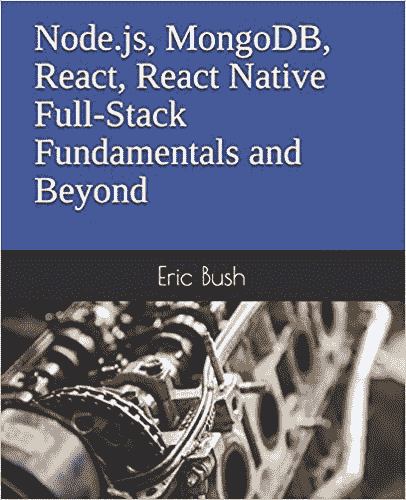 Node.js, MongoDB,
React, React Native
Full-Stack
Fundamentals and
Beyond
Eric Bush